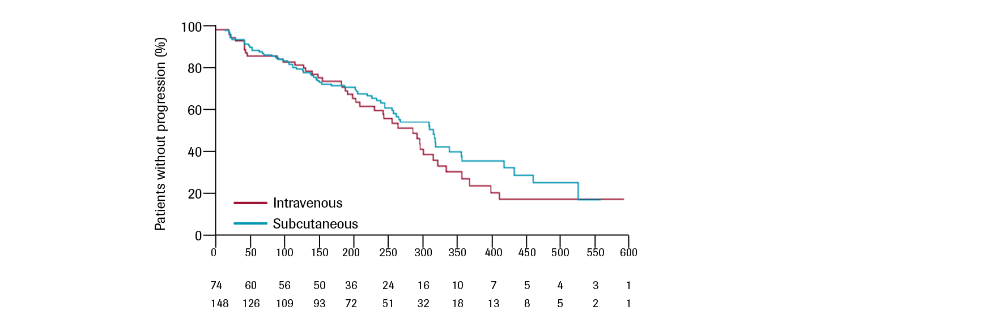 Patients without progression (%)
100
80
60
40
20
0
Intravenous
Subcutaneous
0 50 100 150 200 250 300 350 400 450 500 550 600
74 60 56 50 36 24 16 10 7 5 4 3 1
148 126 109 93 72 51 32 18 13 8 5 2 1